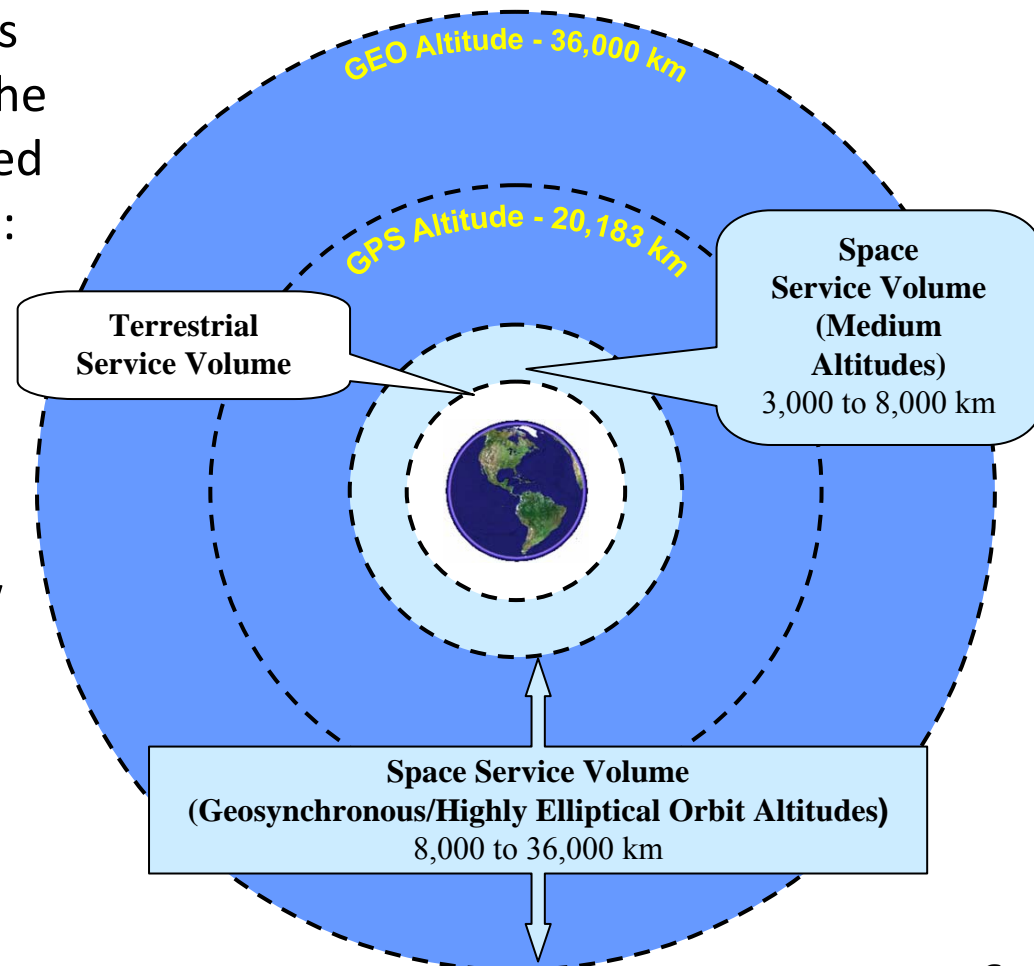 s
he
ed
:
GEO Altitude - 36,000 km
GPS Altitude - 20,183 km
Space
Service Volume
(Medium
Altitudes)
3,000 to 8,000 km
Terrestrial
Service Volume
Space Service Volume
(Geosynchronous/Highly Elliptical Orbit Altitudes)
8,000 to 36,000 km